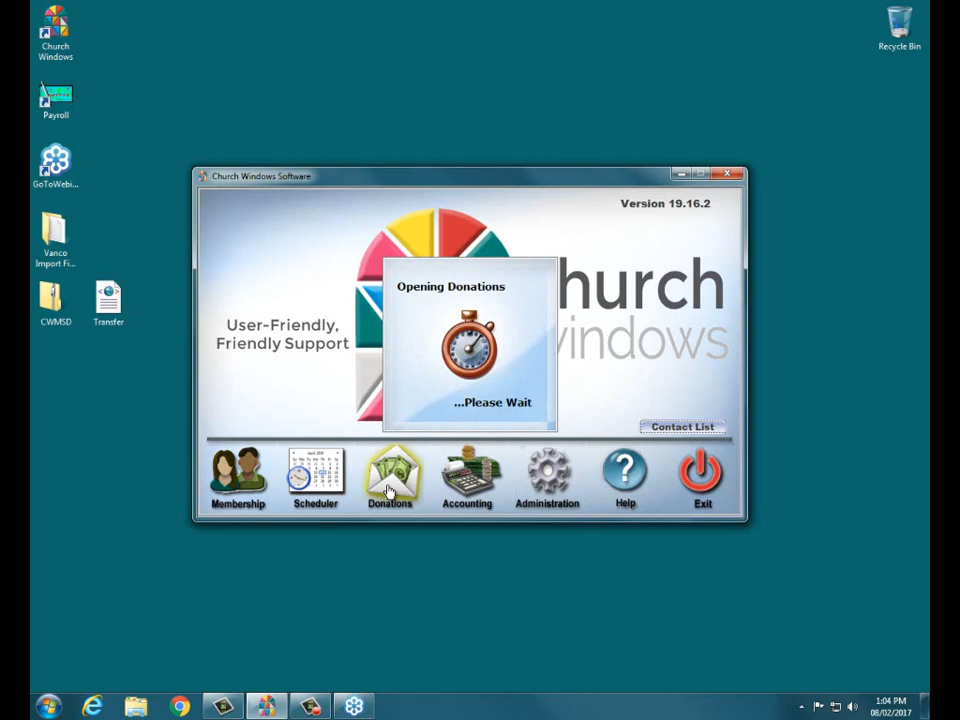 Church
Windows
Recycle Bin
Payroll
GoToWebi...
Vanco
Import Fi...
CWMSD
Transfer
Church Windows Software
Version 19.16.2
Opening Donations
...Please Wait
User-Friendly,
Friendly Support
hurch
indows
Contact List
Membership
Scheduler
Donations
Accounting
Administration
Help
Exit
1:04 PM
08/02/2017